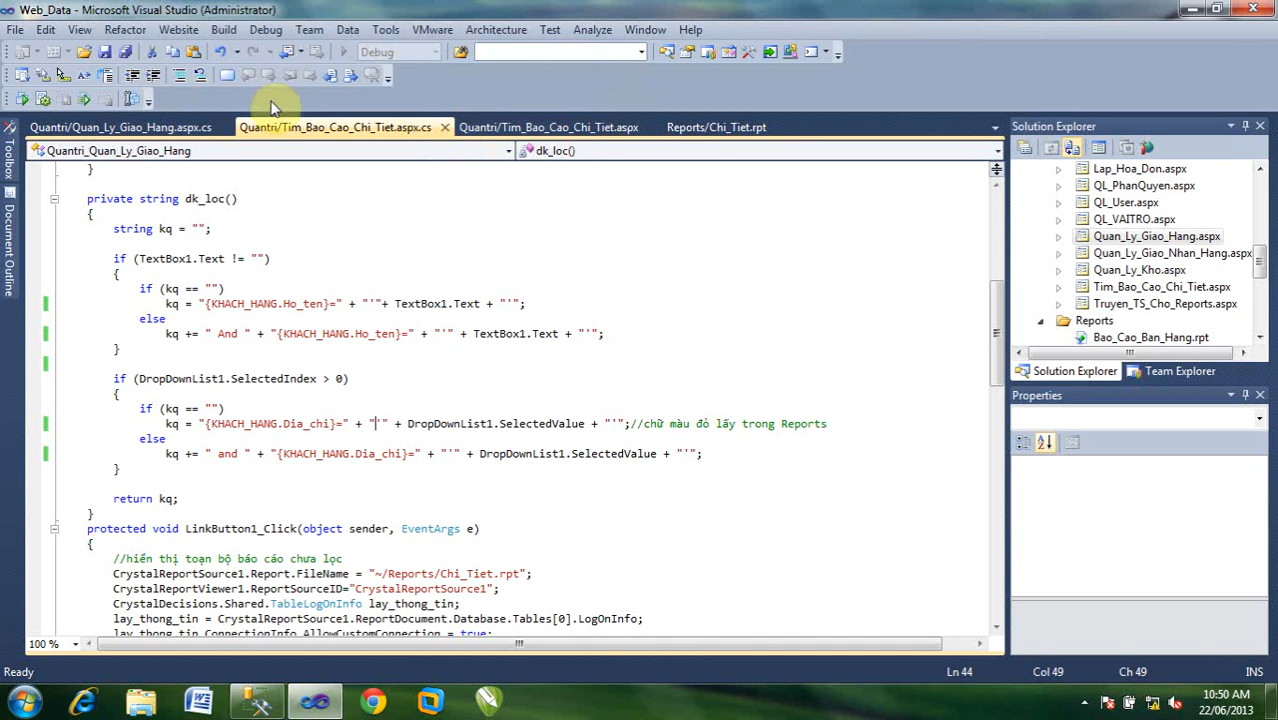 Web_Data - Microsoft Visual Studio (Administrator)
File Edit View Refactor Website Build Debug Team Data Tools VMware Architecture Test Analyze Window Help
Debug
Quantri/Quan_Ly_Giao_Hang.aspx.cs Quantri/Tim_Bao_Cao_Chi_Tiet.aspx.cs Quantri/Tim_Bao_Cao_Chi_Tiet.aspx Reports/Chi_Tiet.rpt
Quantri_Quan_Ly_Giao_Hang dk_loc()
}
private string dk_loc()
{
string kq = "";
if (TextBox1.Text != "")
{
if (kq == "")
kq = "{KHACH_HANG.Ho_ten}=" + "'"+ TextBox1.Text + "'";
else
kq += " And " + "{KHACH_HANG.Ho_ten}=" + "'" + TextBox1.Text + "'";
}
if (DropDownList1.SelectedIndex > 0)
{
if (kq == "")
kq = "{KHACH_HANG.Dia_chi}=" + "'" + DropDownList1.SelectedValue + "'";//chữ màu đỏ lấy trong Reports
else
kq += " and " + "{KHACH_HANG.Dia_chi}=" + "'" + DropDownList1.SelectedValue + "'";
}
return kq;
}
protected void LinkButton1_Click(object sender, EventArgs e)
{
//hiển thị toạn bộ báo cáo chưa lọc
CrystalReportSource1.Report.FileName = "~/Reports/Chi_Tiet.rpt";
CrystalReportViewer1.ReportSourceID="CrystalReportSource1";
CrystalDecisions.Shared.TableLogOnInfo lay_thong_tin;
lay_thong_tin = CrystalReportSource1.ReportDocument.Database.Tables[0].LogOnInfo;
lay_thong_tin.ConnectionInfo.AllowCustomConnection = true;
100 %
Toolbox
Document Outline
Solution Explorer
Lap_Hoa_Don.aspx
QL_PhanQuyen.aspx
QL_User.aspx
QL_VAITRO.aspx
Quan_Ly_Giao_Hang.aspx
Quan_Ly_Giao_Nhan_Hang.aspx
Quan_Ly_Kho.aspx
Tim_Bao_Cao_Chi_Tiet.aspx
Truyen_TS_Cho_Reports.aspx
Reports
Bao_Cao_Ban_Hang.rpt
Solution Explorer Team Explorer
Properties
Ready Ln 44 Col 49 Ch 49 INS
10:50 AM
22/06/2013